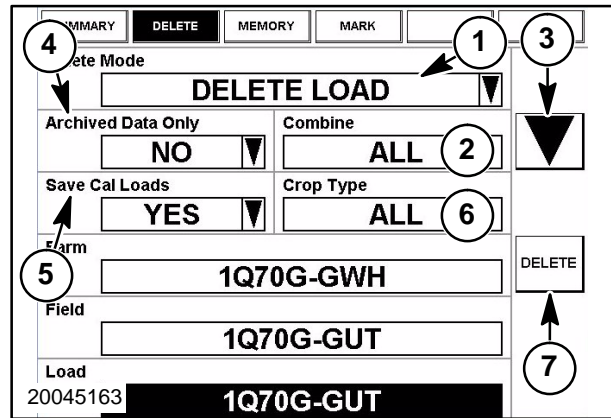 UMMARY DELETE MEMORY MARK
4 1 3
ete Mode
DELETE LOAD
Archived Data Only Combine
NO ALL 2
Save Cal Loads Crop Type
YES ALL 6
arm
5 1Q70G-GWH DELETE
Field
1Q70G-GUT
7
Load
20045163 1Q70G-GUT